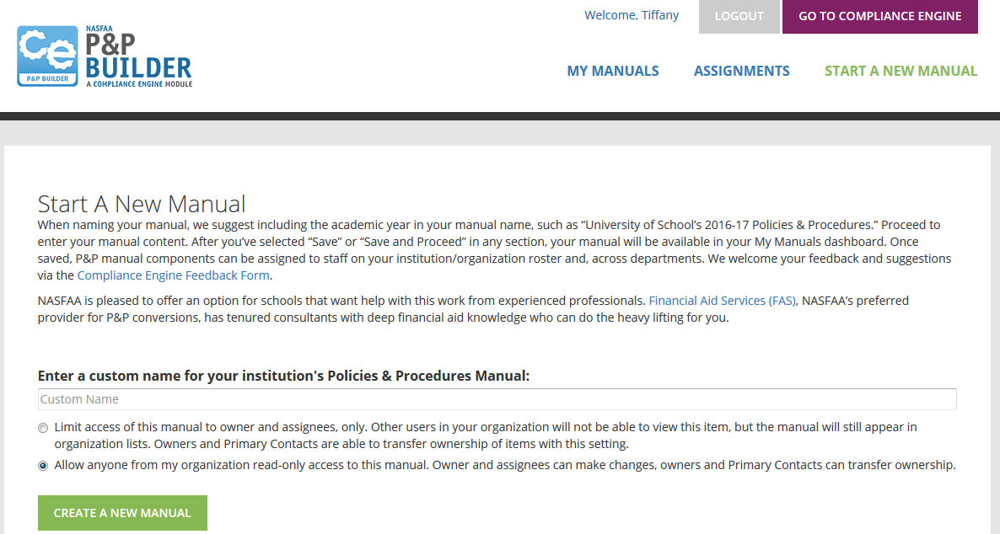 Welcome, Tiffany
LOGOUT
GO TO COMPLIANCE ENGINE
Ce
P&P BUILDER
NASFAA
P&P
BUILDER
A COMPLIANCE ENGINE MODULE
MY MANUALS
ASSIGNMENTS
START A NEW MANUAL
Start A New Manual
When naming your manual, we suggest including the academic year in your manual name, such as “University of School’s 2016-17 Policies & Procedures.” Proceed to
enter your manual content. After you’ve selected “Save” or “Save and Proceed” in any section, your manual will be available in your My Manuals dashboard. Once
saved, P&P manual components can be assigned to staff on your institution/organization roster and, across departments. We welcome your feedback and suggestions
via the Compliance Engine Feedback Form.
NASFAA is pleased to offer an option for schools that want help with this work from experienced professionals. Financial Aid Services (FAS), NASFAA’s preferred
provider for P&P conversions, has tenured consultants with deep financial aid knowledge who can do the heavy lifting for you.
Enter a custom name for your institution's Policies & Procedures Manual:
Custom Name
Limit access of this manual to owner and assignees, only. Other users in your organization will not be able to view this item, but the manual will still appear in
organization lists. Owners and Primary Contacts are able to transfer ownership of items with this setting.
Allow anyone from my organization read-only access to this manual. Owner and assignees can make changes, owners and Primary Contacts can transfer ownership.
CREATE A NEW MANUAL